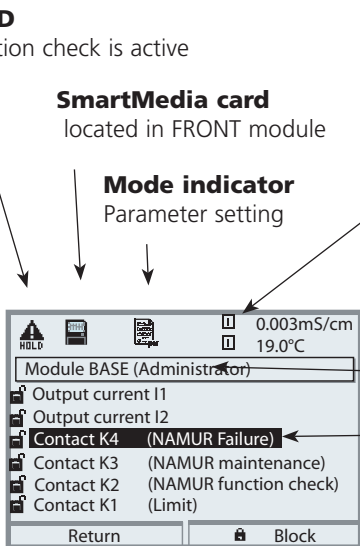 D
tion check is active
SmartMedia card
located in FRONT module
Mode indicator
Parameter setting
HOLD
0.003mS/cm
19.0°C
Module BASE (Administrator)
Output current I1
Output current I2
Contact K4 (NAMUR Failure)
Contact K3 (NAMUR maintenance)
Contact K2 (NAMUR function check)
Contact K1 (Limit)
Return
Block